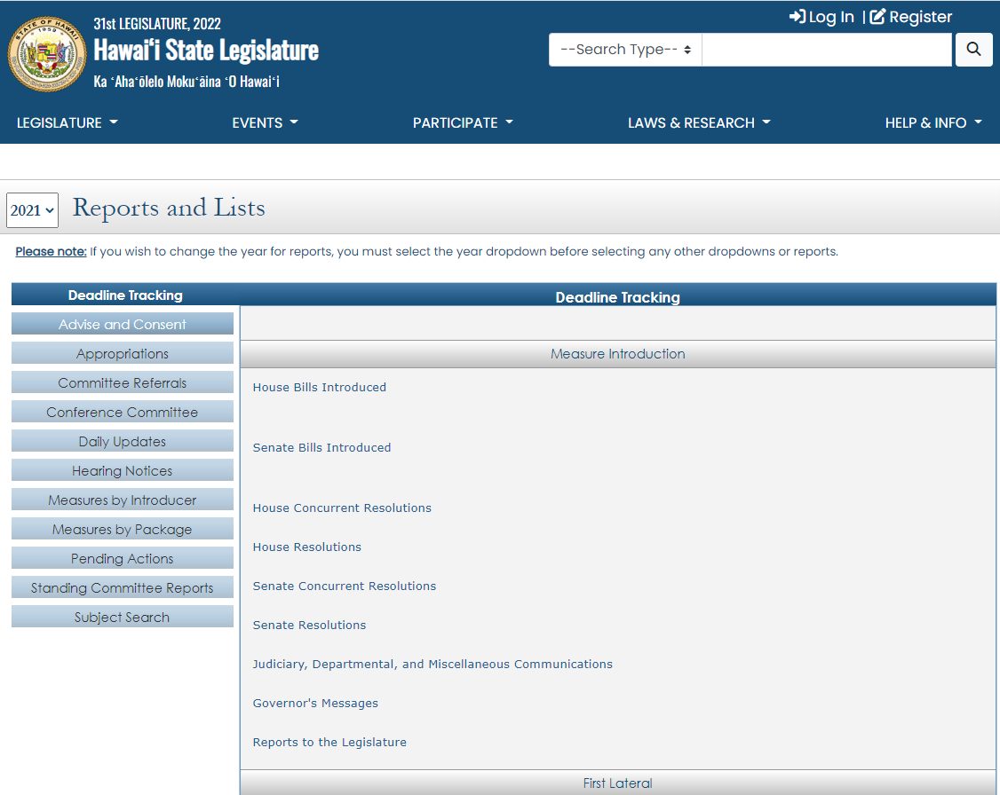 31st LEGISLATURE, 2022
Hawaiʻi State Legislature
Ka ʻAhaʻōlelo Mokuʻāina ʻO Hawaiʻi
STATE OF HAWAII
1959
Log In | Register
--Search Type--
LEGISLATURE EVENTS PARTICIPATE LAWS & RESEARCH HELP & INFO
2021 Reports and Lists
Please note: If you wish to change the year for reports, you must select the year dropdown before selecting any other dropdowns or reports.
Deadline Tracking
Advise and Consent
Appropriations
Committee Referrals
Conference Committee
Daily Updates
Hearing Notices
Measures by Introducer
Measures by Package
Pending Actions
Standing Committee Reports
Subject Search
Deadline Tracking
Measure Introduction
House Bills Introduced
Senate Bills Introduced
House Concurrent Resolutions
House Resolutions
Senate Concurrent Resolutions
Senate Resolutions
Judiciary, Departmental, and Miscellaneous Communications
Governor's Messages
Reports to the Legislature
First Lateral